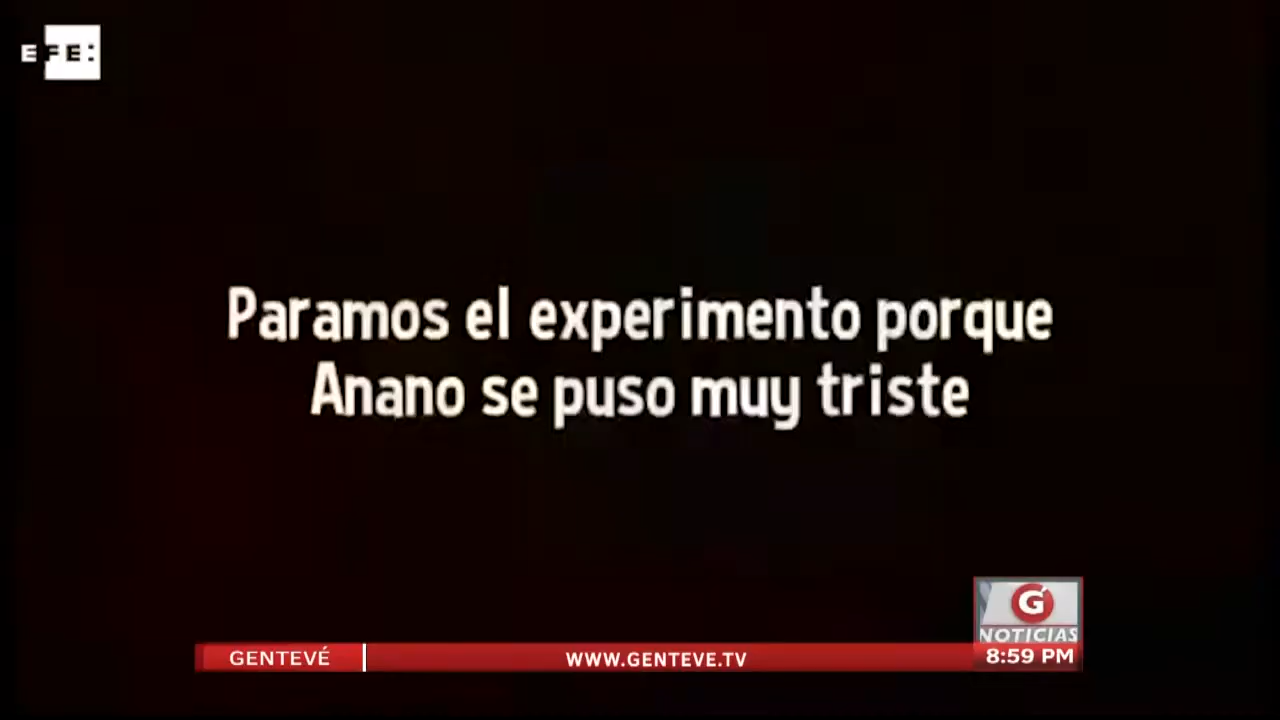 EFE:
Paramos el experimento porque
Anano se puso muy triste
G
NOTICIAS
GENTEVÉ
WWW.GENTEVE.TV
8:59 PM